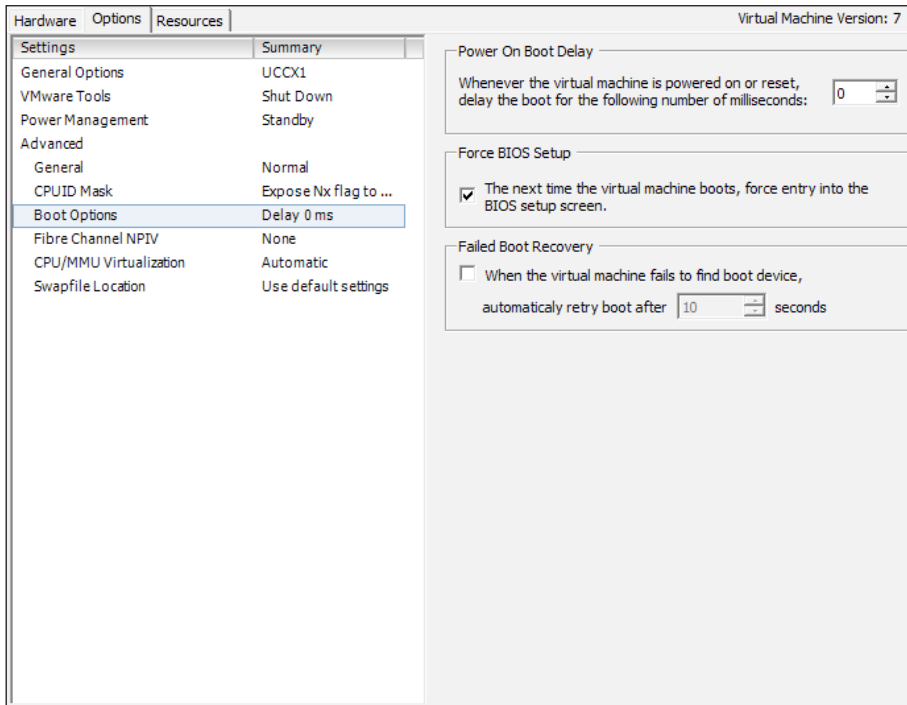 Hardware Options Resources Virtual Machine Version: 7
Settings Summary
General Options UCCX1
VMware Tools Shut Down
Power Management Standby
Advanced
General Normal
CPUID Mask Expose Nx flag to ...
Boot Options Delay 0 ms
Fibre Channel NPIV None
CPU/MMU Virtualization Automatic
Swapfile Location Use default settings
Power On Boot Delay
Whenever the virtual machine is powered on or reset,
delay the boot for the following number of milliseconds: 0
Force BIOS Setup
The next time the virtual machine boots, force entry into the
BIOS setup screen.
Failed Boot Recovery
When the virtual machine fails to find boot device,
automaticaly retry boot after 10 seconds